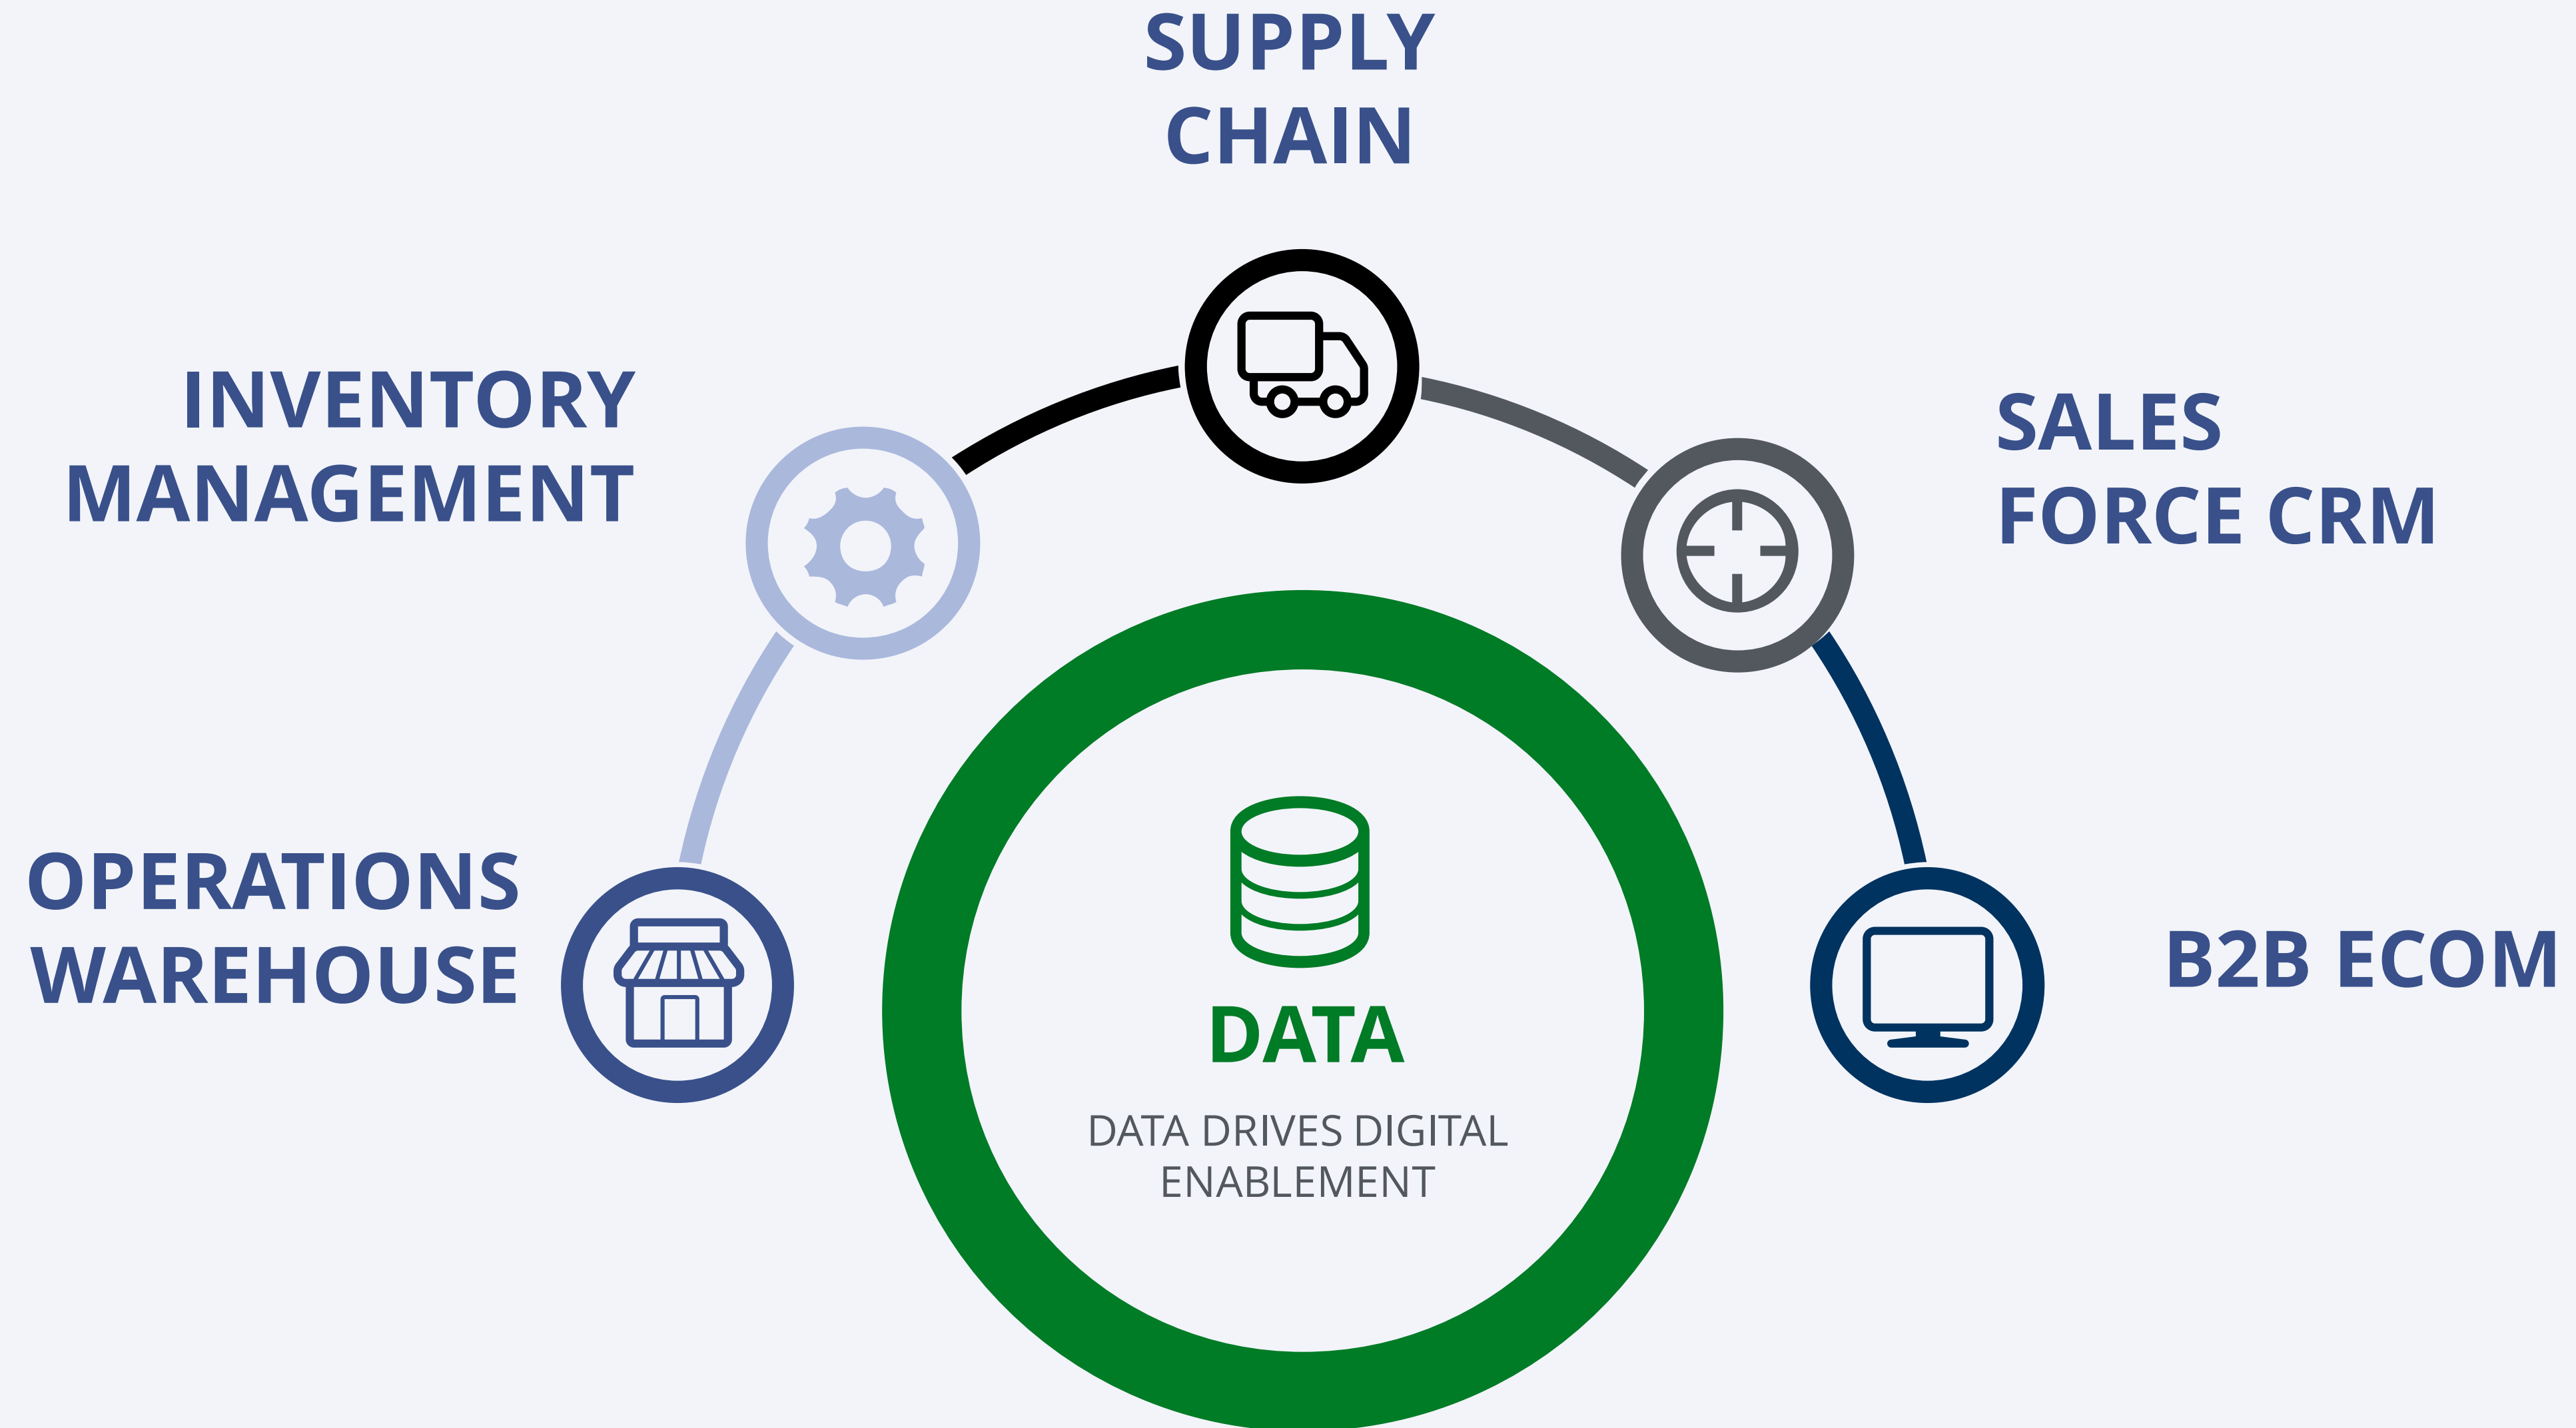 SUPPLY
CHAIN
INVENTORY
MANAGEMENT
SALES
FORCE CRM
OPERATIONS
WAREHOUSE
B2B ECOM
DATA
DATA DRIVES DIGITAL
ENABLEMENT